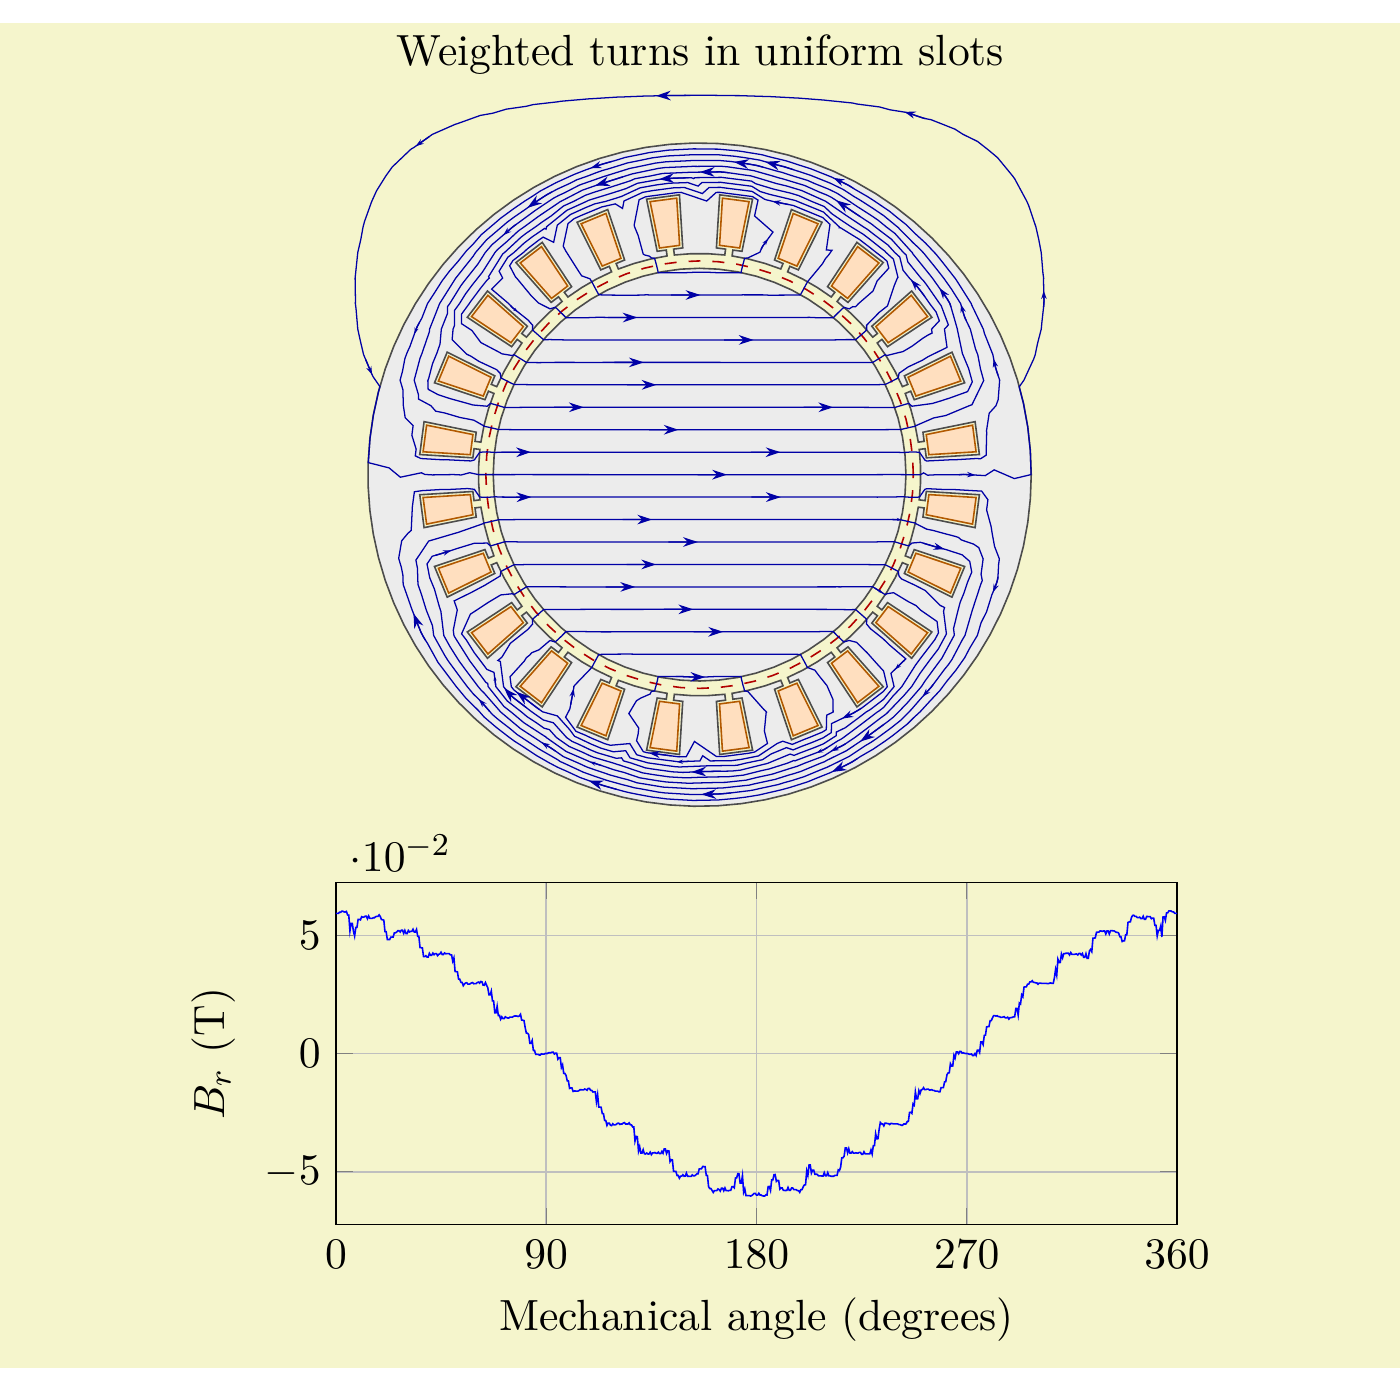 Weighted turns in uniform slots
·10⁻²
5
0
−5
B_r (T)
0 90 180 270 360
Mechanical angle (degrees)